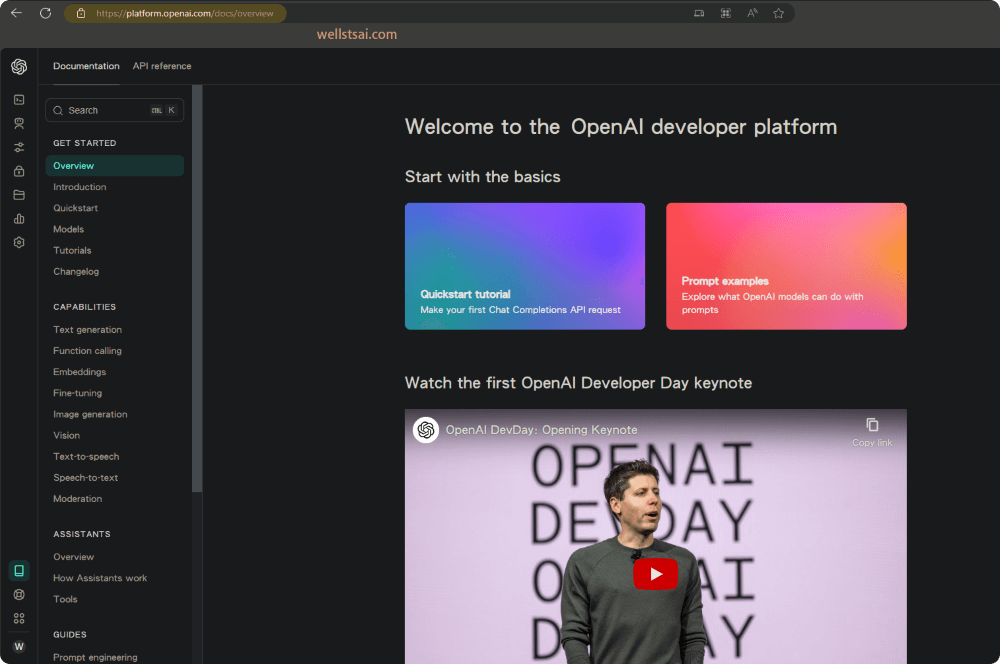 https://platform.openai.com/docs/overview
wellstsai.com
Documentation
API reference
Search
CTRL K
GET STARTED
Overview
Introduction
Quickstart
Models
Tutorials
Changelog
CAPABILITIES
Text generation
Function calling
Embeddings
Fine-tuning
Image generation
Vision
Text-to-speech
Speech-to-text
Moderation
ASSISTANTS
Overview
How Assistants work
Tools
GUIDES
Prompt engineering
W
Welcome to the OpenAI developer platform
Start with the basics
Quickstart tutorial
Make your first Chat Completions API request
Prompt examples
Explore what OpenAI models can do with
prompts
Watch the first OpenAI Developer Day keynote
OpenAI DevDay: Opening Keynote
Copy link
OPENAI
DEVDAY